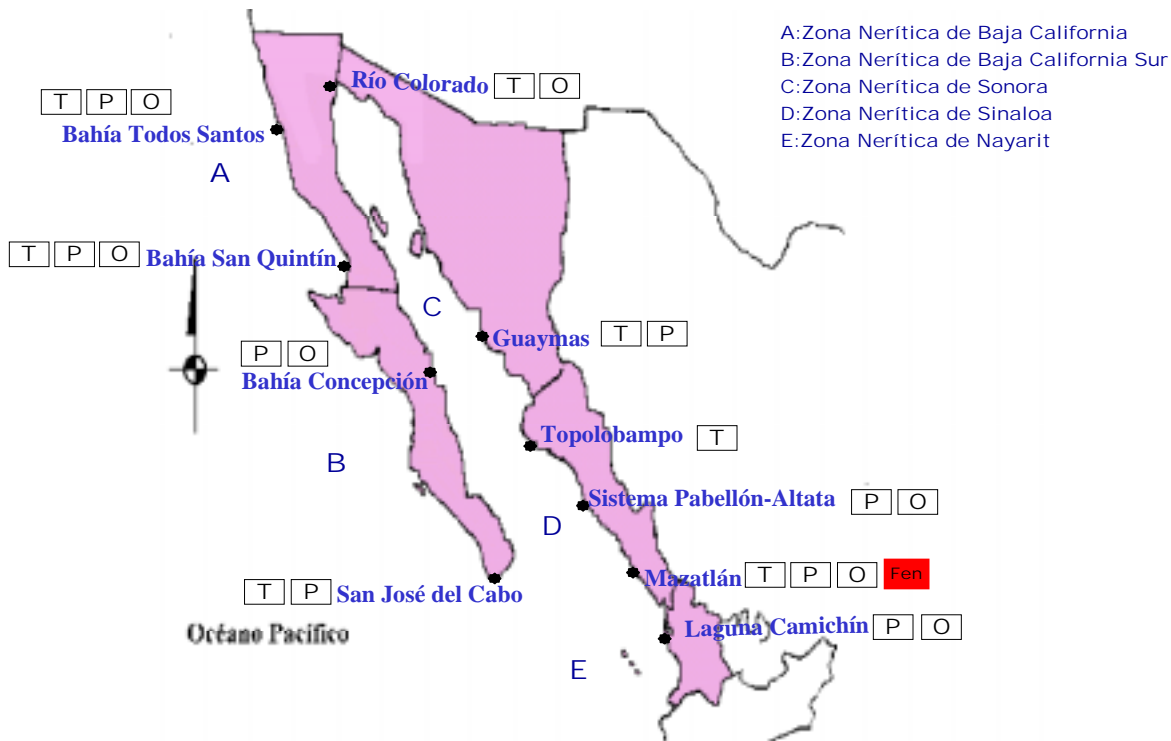 A:Zona Nerítica de Baja California
B:Zona Nerítica de Baja California Sur
C:Zona Nerítica de Sonora
D:Zona Nerítica de Sinaloa
E:Zona Nerítica de Nayarit
Río Colorado T O
T P O
Bahía Todos Santos
A
T P O Bahía San Quintín
C
Guaymas T P
P O
Bahía Concepción
Topolobampo T
B
Sistema Pabellón-Altata P O
D
Mazatlán T P O Fen
T P San José del Cabo
Laguna Camichín P O
Océano Pacífico
E